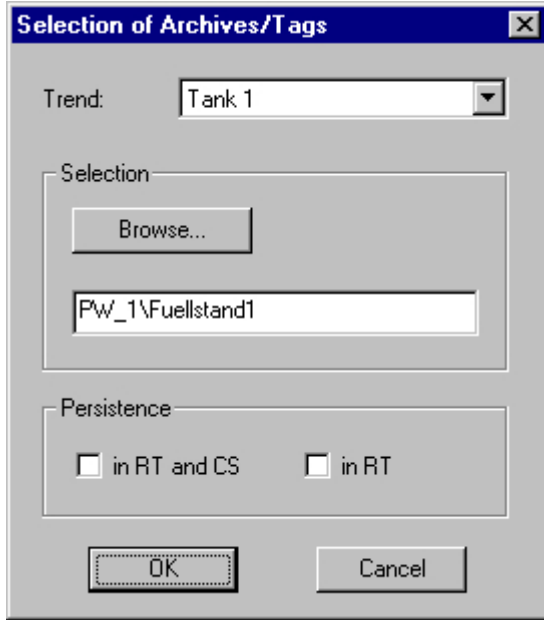 Selection of Archives/Tags
Trend: Tank 1
Selection
Browse...
PW_1\Fuellstand1
Persistence
in RT and CS in RT
OK Cancel